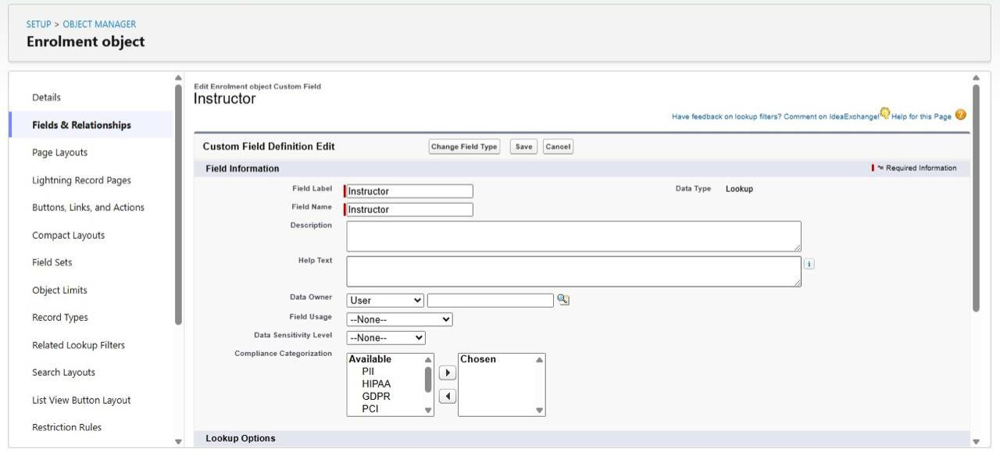 SETUP > OBJECT MANAGER
Enrolment object
Details
Fields & Relationships
Page Layouts
Lightning Record Pages
Buttons, Links, and Actions
Compact Layouts
Field Sets
Object Limits
Record Types
Related Lookup Filters
Search Layouts
List View Button Layout
Restriction Rules
Edit Enrolment object Custom Field
Instructor
Have feedback on lookup filters? Comment on IdeaExchange! Help for this Page ?
Custom Field Definition Edit Change Field Type Save Cancel
Field Information = Required Information
Field Label Instructor Data Type Lookup
Field Name Instructor
Description
Help Text i
Data Owner User
Field Usage --None--
Data Sensitivity Level --None--
Compliance Categorization Available Chosen
PII
HIPAA
GDPR
PCI
Lookup Options